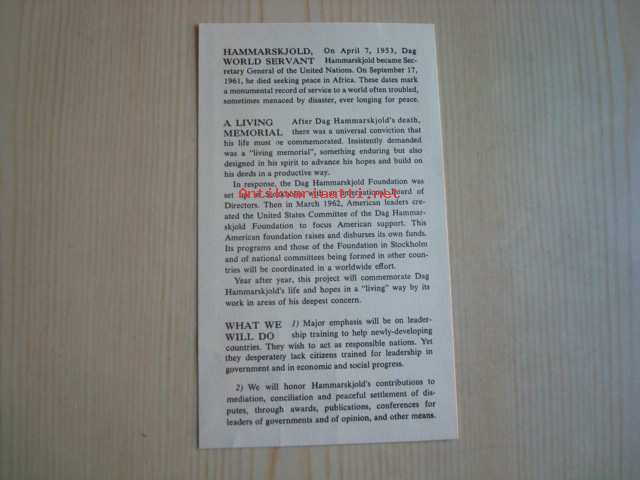 HAMMARSKJOLD, On April 7, 1953, Dag
WORLD SERVANT Hammarskjold became Sec-
retary General of the United Nations. On September 17,
1961, he died seeking peace in Africa. These dates mark
a monumental record of service to a world often troubled,
sometimes menaced by disaster, ever longing for peace.
A LIVING After Dag Hammarskjold's death,
MEMORIAL there was a universal conviction that
his life must be commemorated. Insistently demanded
was a "living memorial", something enduring but also
designed in his spirit to advance his hopes and build on
his deeds in a productive way.
In response, the Dag Hammarskjold Foundation was
set up in Stockholm with an International Board of
Antikvariaatti.net
Directors. Then in March 1962, American leaders cre-
ated the United States Committee of the Dag Hammar-
skjold Foundation to focus American support. This
American foundation raises and disburses its own funds.
Its programs and those of the Foundation in Stockholm
and of national committees being formed in other coun-
tries will be coordinated in a worldwide effort.
Year after year, this project will commemorate Dag
Hammarskjold's life and hopes in a "living" way by its
work in areas of his deepest concern.
WHAT WE 1) Major emphasis will be on leader-
WILL DO ship training to help newly-developing
countries. They wish to act as responsible nations. Yet
they desperately lack citizens trained for leadership in
government and in economic and social progress.
2) We will honor Hammarskjold's contributions to
mediation, conciliation and peaceful settlement of dis-
putes, through awards, publications, conferences for
leaders of governments and of opinion, and other means.